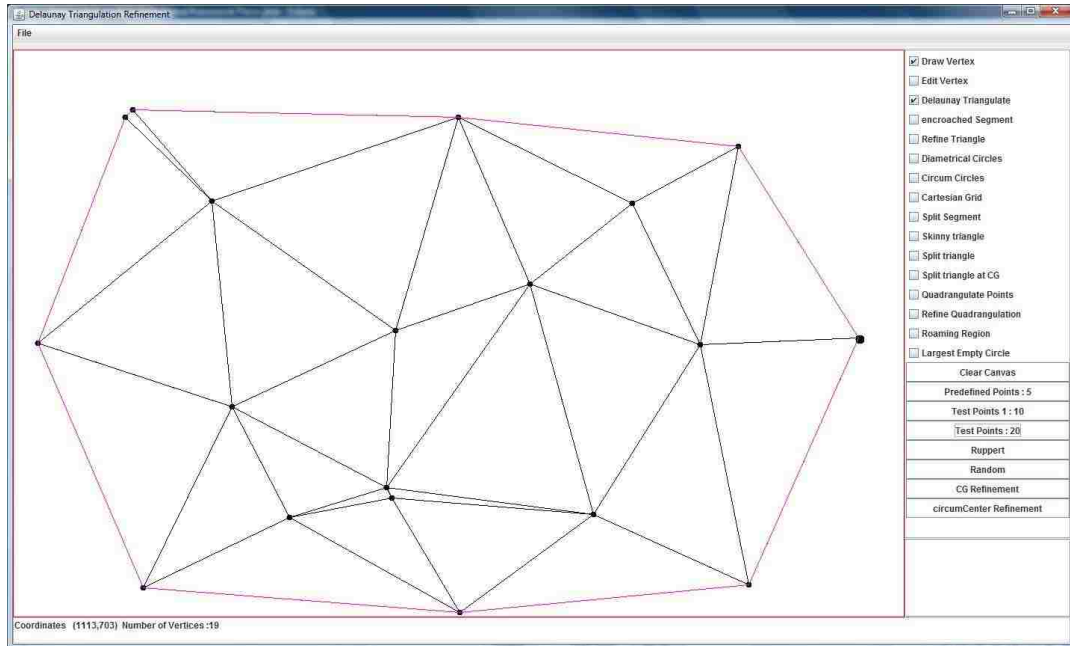 Delaunay Triangulation Refinement
File
Draw Vertex
Edit Vertex
Delaunay Triangulate
encroached Segment
Refine Triangle
Diametrical Circles
Circum Circles
Cartesian Grid
Split Segment
Skinny triangle
Split triangle
Split triangle at CG
Quadrangulate Points
Refine Quadrangulation
Roaming Region
Largest Empty Circle
Clear Canvas
Predefined Points : 5
Test Points 1 : 10
Test Points : 20
Ruppert
Random
CG Refinement
circumCenter Refinement
Coordinates (1113,703) Number of Vertices :19